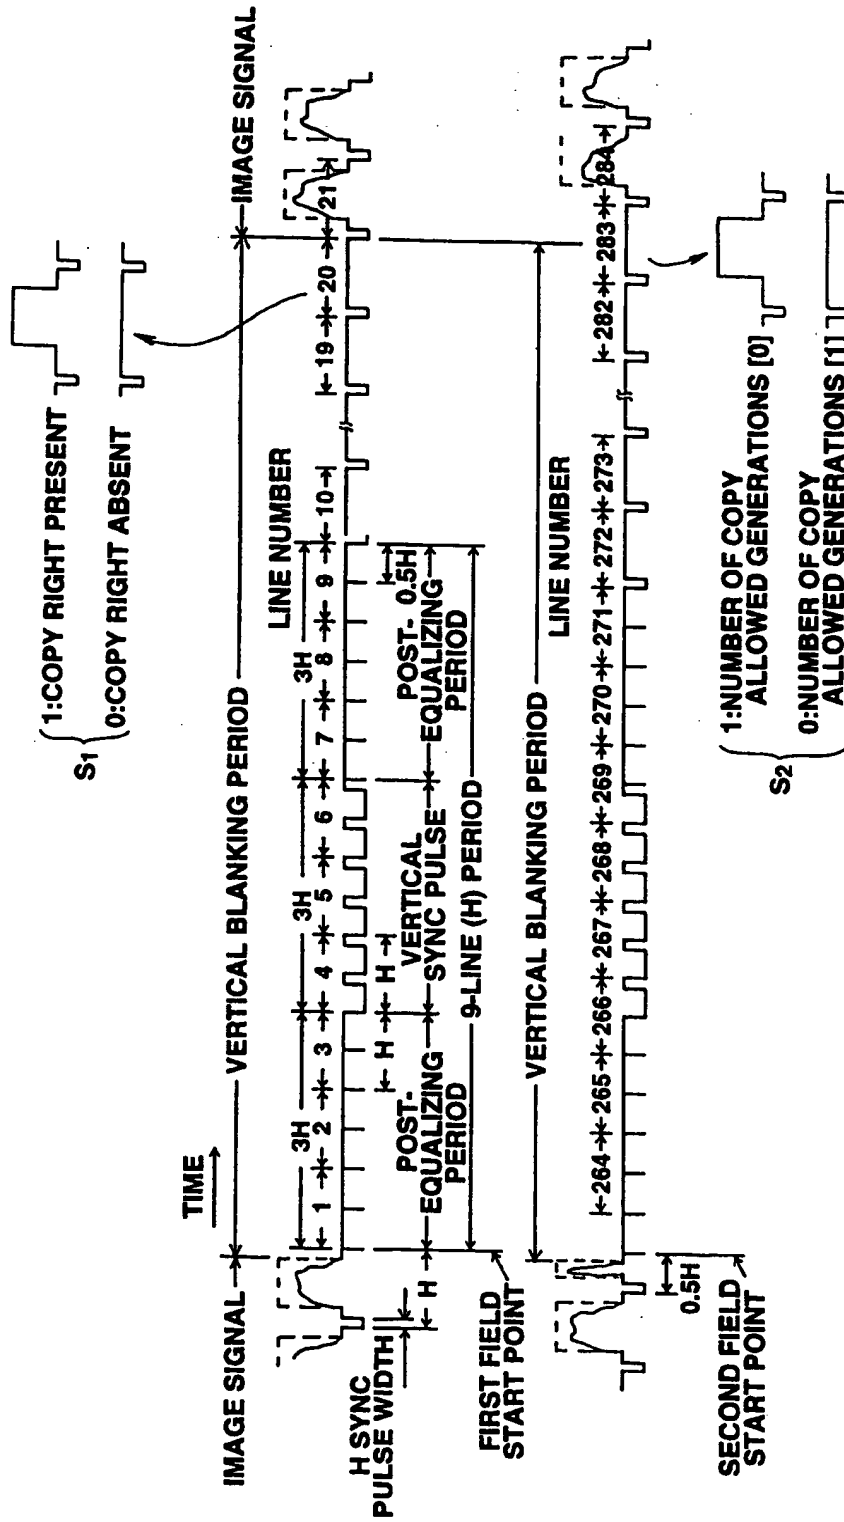 S1
1:COPY RIGHT PRESENT
0:COPY RIGHT ABSENT
TIME
IMAGE SIGNAL
VERTICAL BLANKING PERIOD
IMAGE SIGNAL
LINE NUMBER
3H
3H
3H
1 2 3 4 5 6 7 8 9 10 19 20 21
H SYNC
PULSE WIDTH
H
H
H
0.5H
POST-
EQUALIZING
PERIOD
VERTICAL
SYNC PULSE
POST-
EQUALIZING
PERIOD
9-LINE (H) PERIOD
FIRST FIELD
START POINT
VERTICAL BLANKING PERIOD
LINE NUMBER
264 265 266 267 268 269 270 271 272 273 282 283 284
0.5H
SECOND FIELD
START POINT
S2
1:NUMBER OF COPY
ALLOWED GENERATIONS [0]
0:NUMBER OF COPY
ALLOWED GENERATIONS [1]